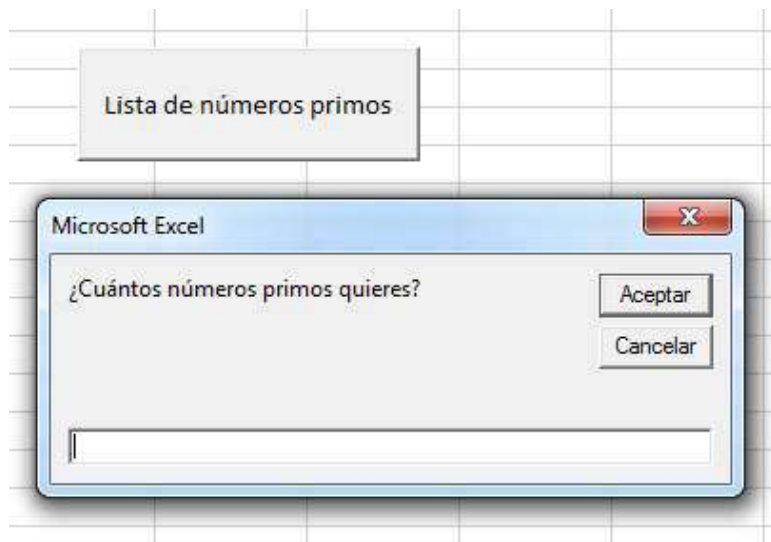 Lista de números primos
Microsoft Excel
¿Cuántos números primos quieres?
Aceptar
Cancelar